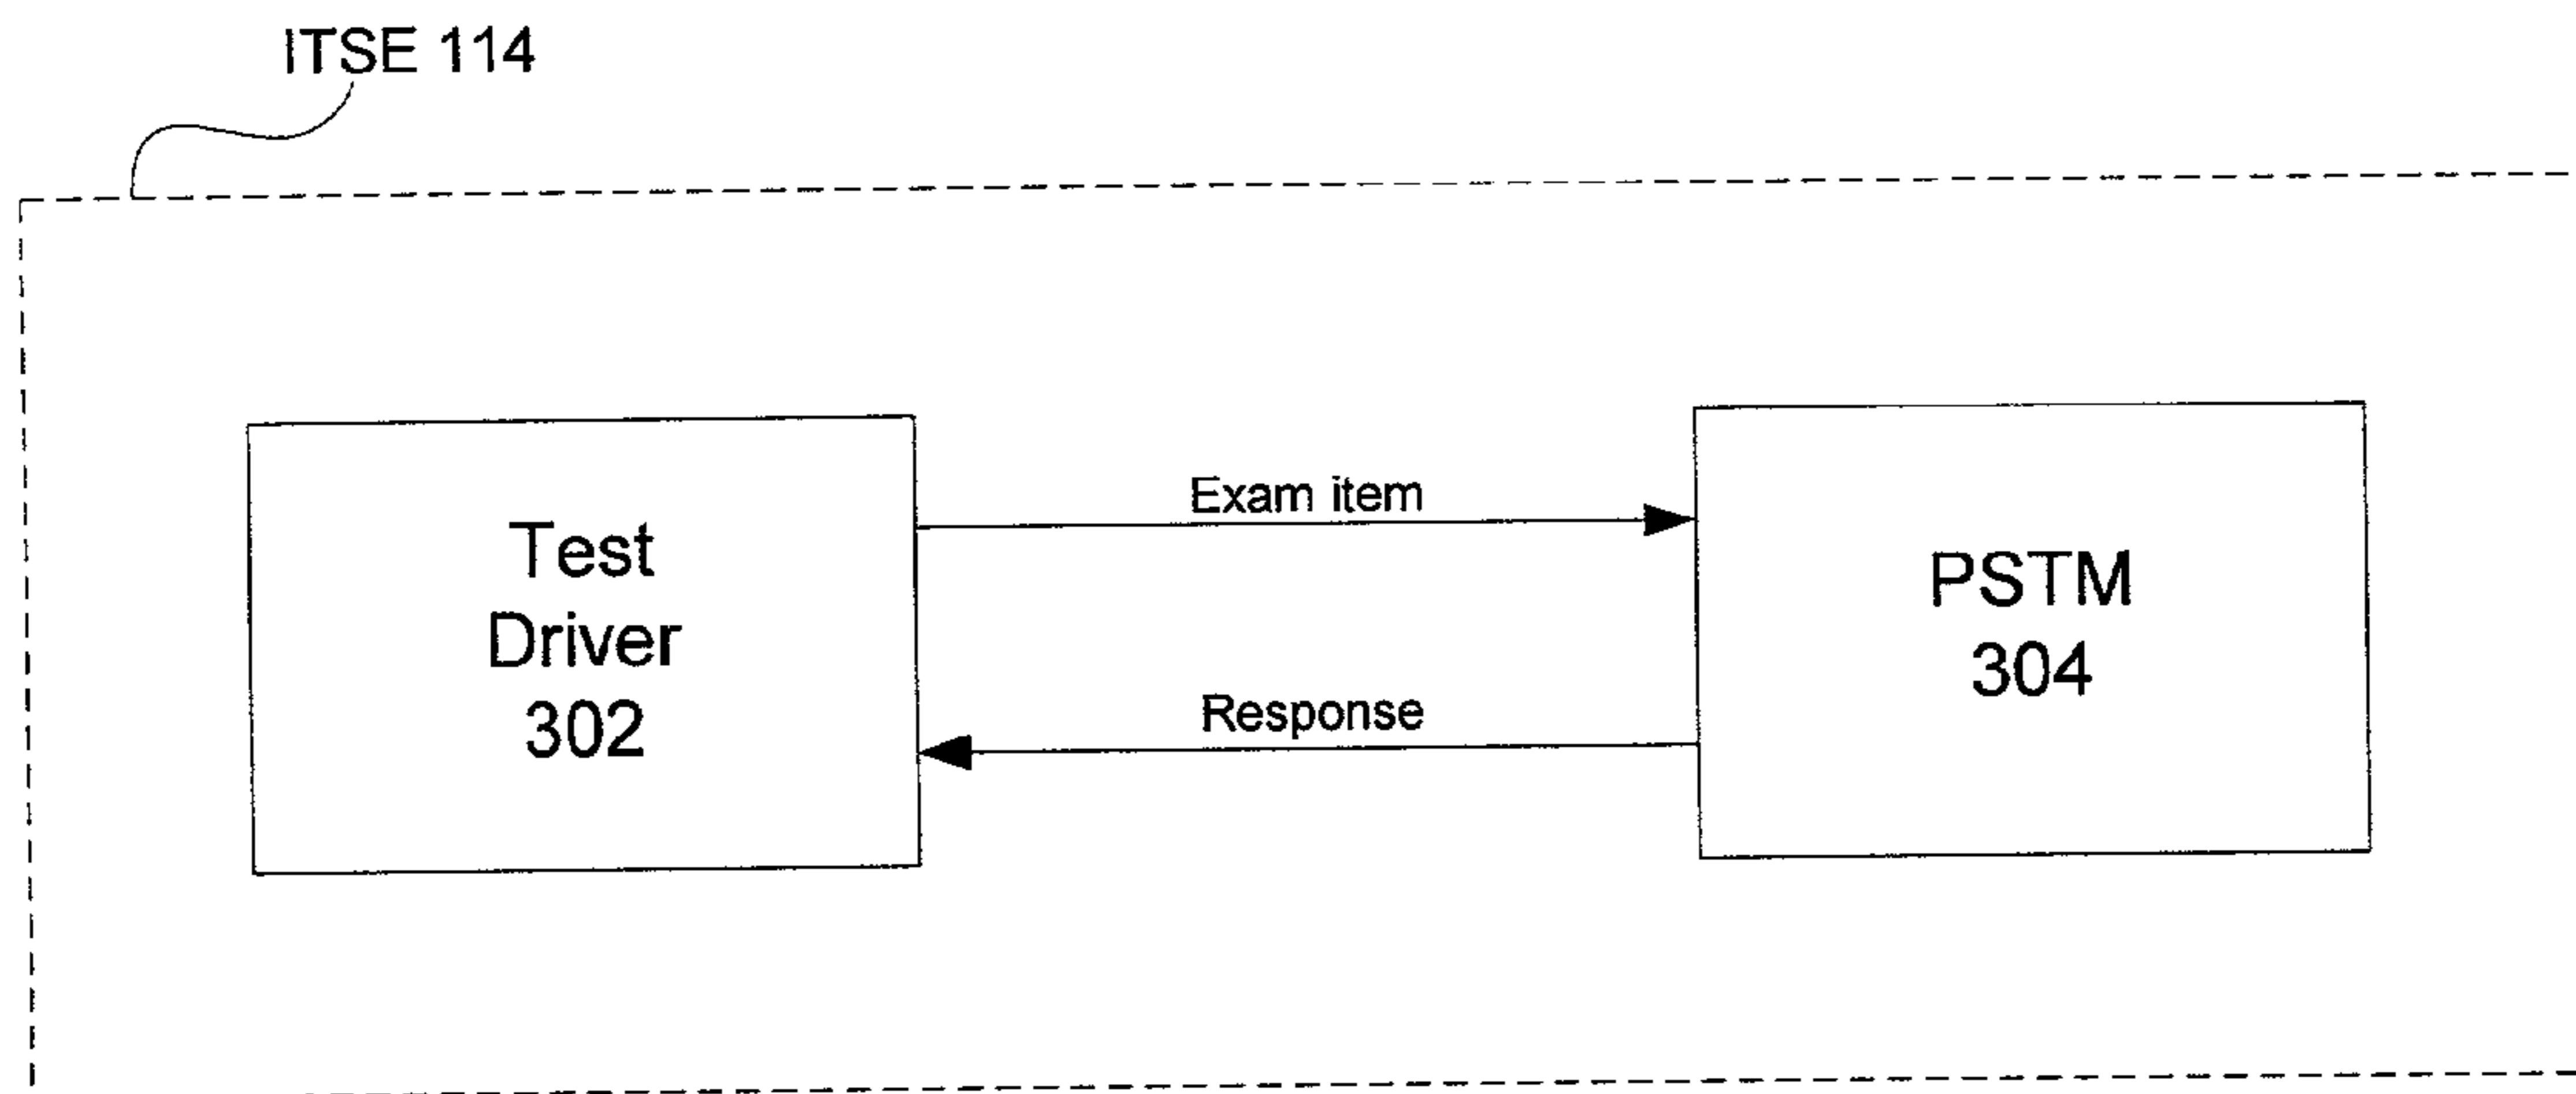 ITSE 114
Exam item
Test
Driver
302
PSTM
304
Response